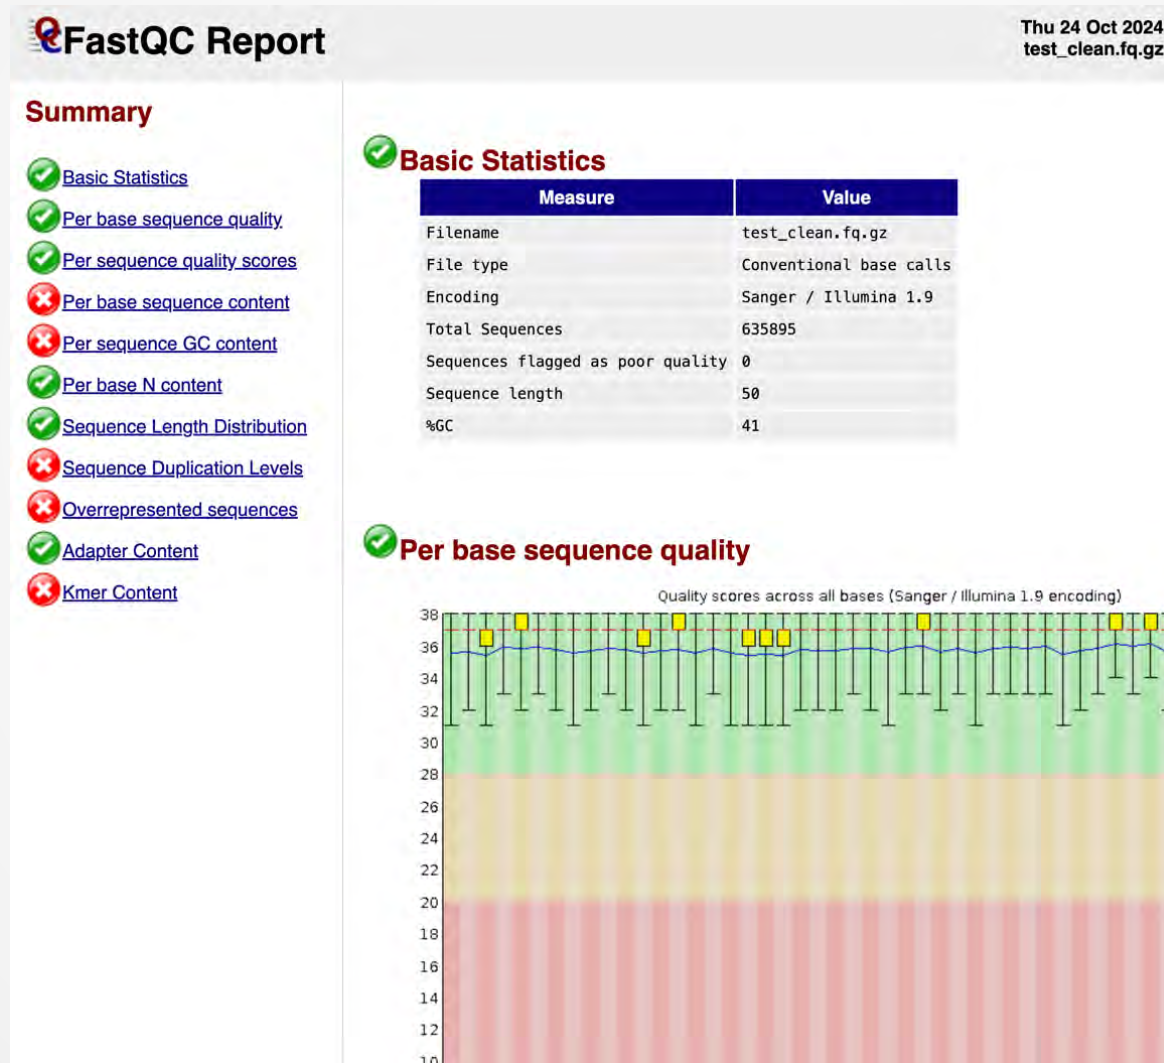 FastQC Report
Thu 24 Oct 2024
test_clean.fq.gz
Summary
Basic Statistics
Per base sequence quality
Per sequence quality scores
Per base sequence content
Per sequence GC content
Per base N content
Sequence Length Distribution
Sequence Duplication Levels
Overrepresented sequences
Adapter Content
Kmer Content
Basic Statistics
Measure Value
Filename test_clean.fq.gz
File type Conventional base calls
Encoding Sanger / Illumina 1.9
Total Sequences 635895
Sequences flagged as poor quality 0
Sequence length 50
%GC 41
Per base sequence quality
Quality scores across all bases (Sanger / Illumina 1.9 encoding)
38
36
34
32
30
28
26
24
22
20
18
16
14
12
10